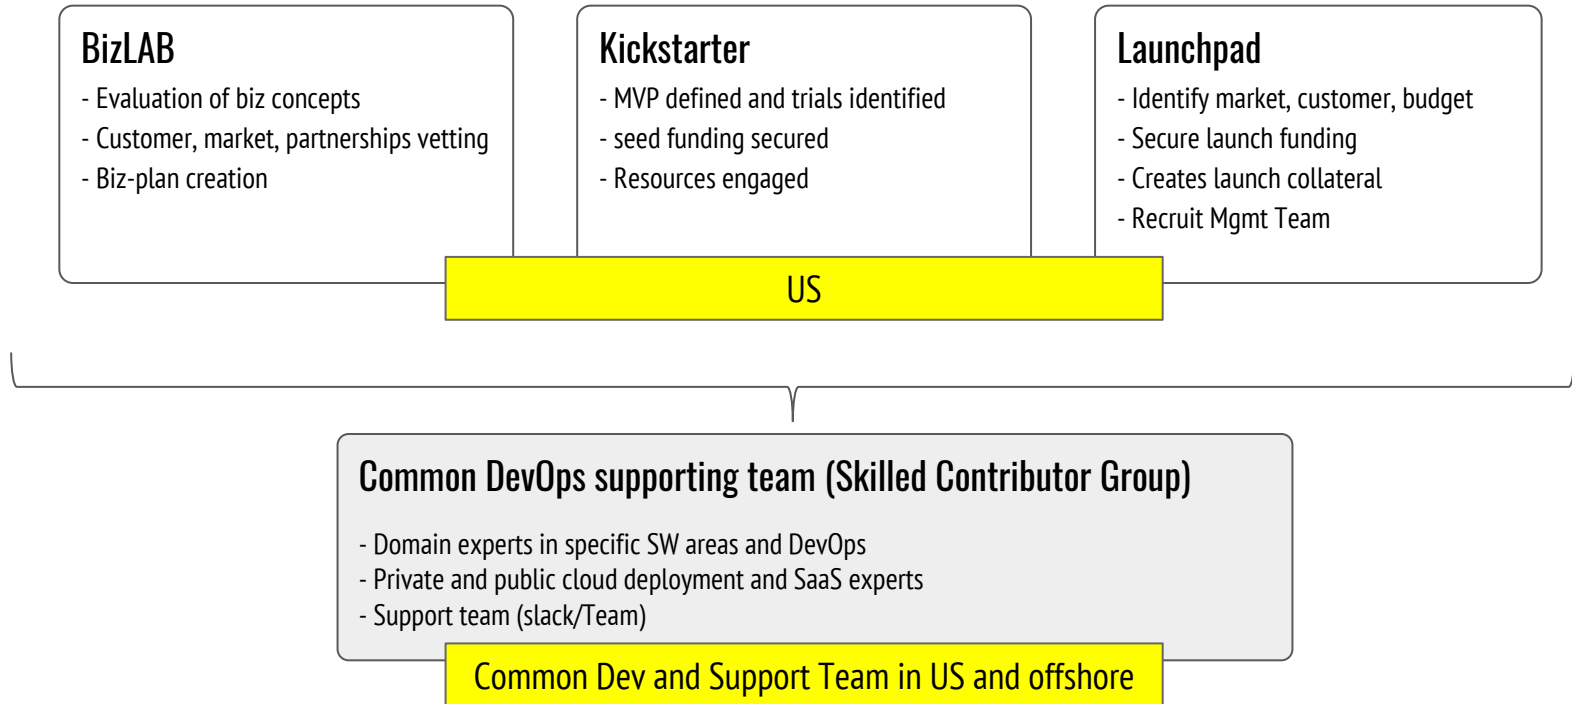 BizLAB
- Evaluation of biz concepts
- Customer, market, partnerships vetting
- Biz-plan creation
Kickstarter
- MVP defined and trials identified
- seed funding secured
- Resources engaged
Launchpad
- Identify market, customer, budget
- Secure launch funding
- Creates launch collateral
- Recruit Mgmt Team
US
Common DevOps supporting team (Skilled Contributor Group)
- Domain experts in specific SW areas and DevOps
- Private and public cloud deployment and SaaS experts
- Support team (slack/Team)
Common Dev and Support Team in US and offshore